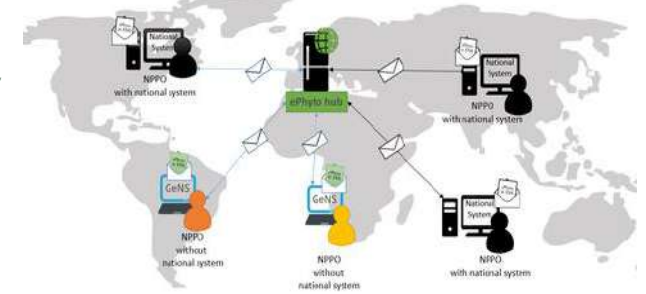 National
System
NPPO
with national system
ePhyto hub
National
System
NPPO
with national system
GeNS
NPPO
without
national system
GeNS
NPPO
without
national system
National
System
NPPO
with national system